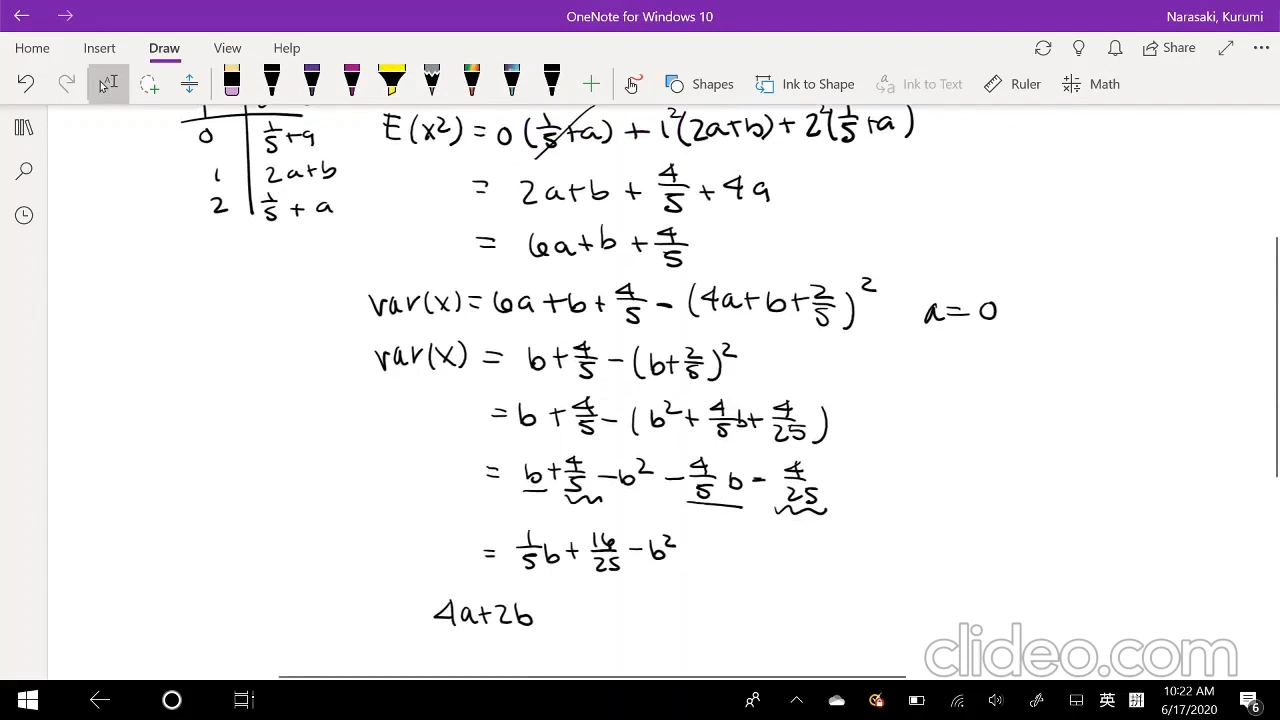 OneNote for Windows 10
Narasaki, Kurumi
Home Insert Draw View Help
Share
Shapes Ink to Shape Ink to Text Ruler Math
0 1/5+a
1 2a+b
2 1/5 + a
E(x²) = 0(1/5+a) + 1²(2a+b) + 2²(1/5+a)
= 2a+b + 4/5 + 4a
= 6a+b + 4/5
var(x) = 6a+b+4/5 - (4a+b+2/5)² a=0
var(x) = b+4/5 - (b+2/5)²
= b + 4/5 - (b² + 4/5b + 4/25)
= b + 4/5 - b² - 4/5 b - 4/25
= 1/5b + 16/25 - b²
4a+2b
clideo.com
英
10:22 AM
6/17/2020
6